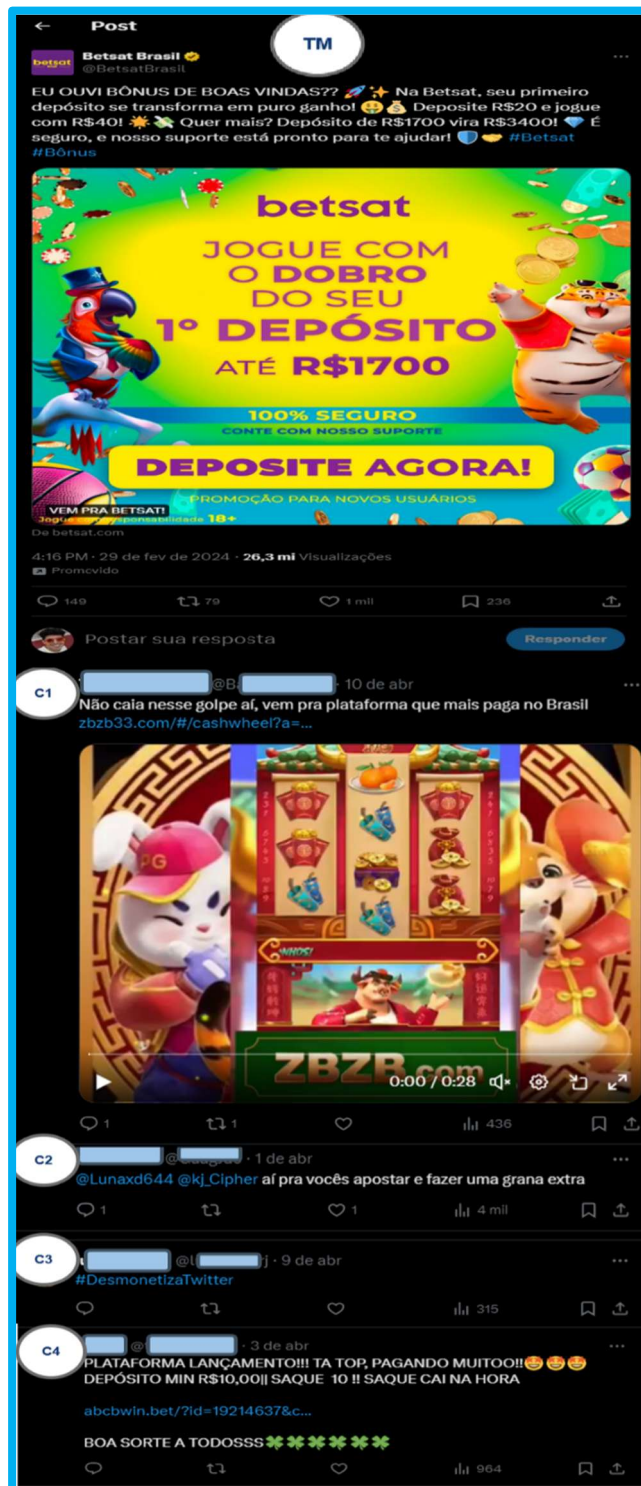 ← Post
TM
betsat
Betsat Brasil
@BetsatBrasil
EU OUVI BÔNUS DE BOAS VINDAS?? 🚀✨ Na Betsat, seu primeiro
depósito se transforma em puro ganho! 🤑💰 Deposite R$20 e jogue
com R$40! 🌟💸 Quer mais? Depósito de R$1700 vira R$3400! 💎 É
seguro, e nosso suporte está pronto para te ajudar! 🛡️🤝 #Betsat
#Bônus
betsat
JOGUE COM
O DOBRO
DO SEU
1º DEPÓSITO
ATÉ R$1700
100% SEGURO
CONTE COM NOSSO SUPORTE
DEPOSITE AGORA!
PROMOÇÃO PARA NOVOS USUÁRIOS
VEM PRA BETSAT!
Jogue com responsabilidade 18+
De betsat.com
4:16 PM · 29 de fev de 2024 · 26,3 mi Visualizações
Promovido
149 79 1 mil 236
Postar sua resposta
Responder
C1
· 10 de abr
Não caia nesse golpe aí, vem pra plataforma que mais paga no Brasil
zbzb33.com/#/cashwheel?a=...
PG
WHOS!
ZBZB.com
0:00 / 0:28
1 1 436
C2
· 1 de abr
@Lunaxd644 @kj_Cipher aí pra vocês apostar e fazer uma grana extra
1 1 4 mil
C3
· 9 de abr
#DesmonetizaTwitter
315
C4
· 3 de abr
PLATAFORMA LANÇAMENTO!!! TA TOP, PAGANDO MUITOO!!🤩🤩🤩
DEPÓSITO MIN R$10,00|| SAQUE 10 !! SAQUE CAI NA HORA
abcbwin.bet/?id=19214637&c...
BOA SORTE A TODOSSS🍀🍀🍀🍀🍀🍀
964